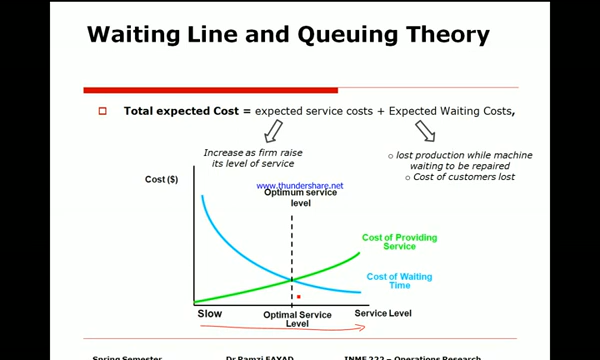 Waiting Line and Queuing Theory
Total expected Cost = expected service costs + Expected Waiting Costs,
Increase as firm raise
its level of service
o lost production while machine
waiting to be repaired
o Cost of customers lost
Cost ($)
www.thundershare.net
Optimum service
level
Cost of Providing
Service
Cost of Waiting
Time
Slow
Optimal Service
Level
Service Level
Spring Semester
Dr Ramzi FAYAD
INME 222 – Operations Research